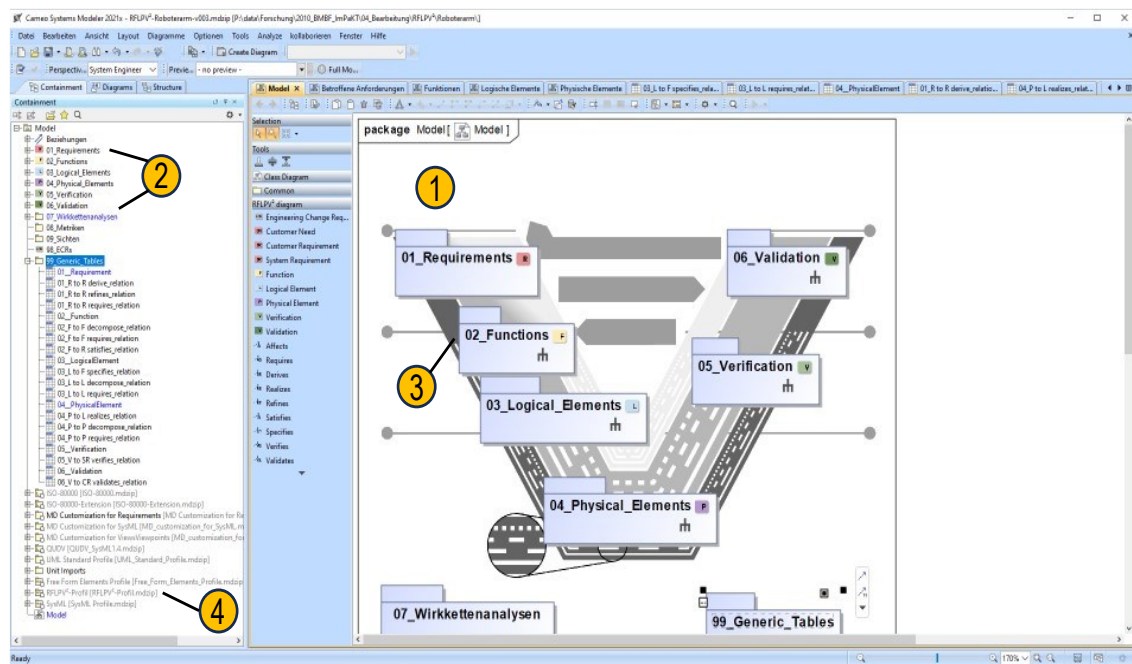 Cameo Systems Modeler 2021x - RFLPV²-Roboterarm-v003.mdzip [P:\data\Forschung\2010_BMBF_ImPaKT\04_Bearbeitung\RFLPV²\Roboterarm\]
Datei Bearbeiten Ansicht Layout Diagramme Optionen Tools Analyze kollaborieren Fenster Hilfe
Create Diagram
Perspectiv... System Engineer Previe... - no preview - Full Mo...
Containment Diagrams Structure
Model Betroffene Anforderungen Funktionen Logische Elemente Physische Elemente 03_L to F specifies_rela... 03_L to L requires_relat... 04__PhysicalElement 01_R to R derive_relatio... 04_P to L realizes_relat...
Containment
Model
Beziehungen
01_Requirements
02_Functions
03_Logical_Elements
04_Physical_Elements
05_Verification
06_Validation
07_Wirkkettenanalysen
08_Metriken
09_Sichten
98_ECRs
99_Generic_Tables
01__Requirement
01_R to R derive_relation
01_R to R refines_relation
01_R to R requires_relation
02__Function
02_F to F decompose_relation
02_F to F requires_relation
02_F to R satisfies_relation
03__LogicalElement
03_L to F specifies_relation
03_L to L decompose_relation
03_L to L requires_relation
04__PhysicalElement
04_P to L realizes_relation
04_P to P decompose_relation
04_P to P requires_relation
05__Verification
05_V to SR verifies_relation
06__Validation
06_V to CR validates_relation
ISO-80000 [ISO-80000.mdzip]
ISO-80000-Extension [ISO-80000-Extension.mdzip]
MD Customization for Requirements [MD Customization for Re
MD Customization for SysML [MD_customization_for_SysML.m
MD Customization for ViewsViewpoints [MD_customization_fo
QUDV [QUDV_SysML1.4.mdzip]
UML Standard Profile [UML_Standard_Profile.mdzip]
Unit Imports
Free Form Elements Profile [Free_Form_Elements_Profile.mdzip
RFLPV²-Profil [RFLPV²-Profil.mdzip]
SysML [SysML Profile.mdzip]
Model
2
4
Selection
Tools
Class Diagram
Common
RFLPV² diagram
Engineering Change Req...
Customer Need
Customer Requirement
System Requirement
Function
Logical Element
Physical Element
Verification
Validation
Affects
Requires
Derives
Realizes
Refines
Satisfies
Specifies
Verifies
Validates
package Model [ Model ]
1
01_Requirements R
06_Validation V
02_Functions F
3
05_Verification V
03_Logical_Elements L
04_Physical_Elements P
07_Wirkkettenanalysen
99_Generic_Tables
Ready
170%